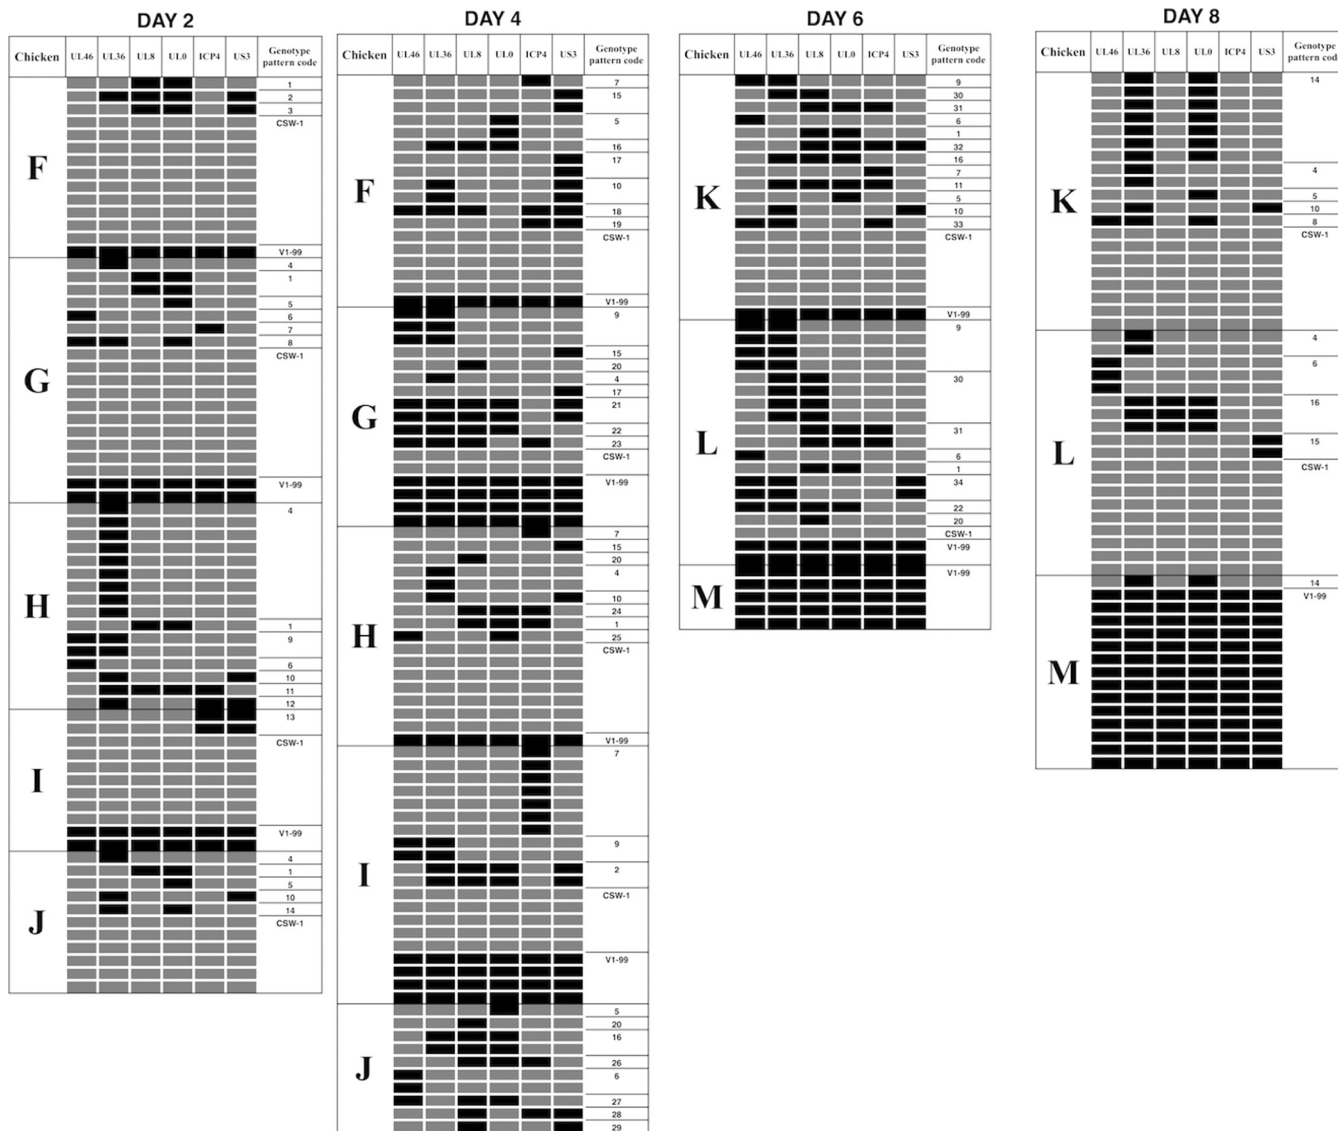 DAY 2
Chicken UL46 UL36 UL8 UL0 ICP4 US3 Genotype pattern code
F
1
2
3
CSW-1
V1-99
G
4
1
5
6
7
8
CSW-1
V1-99
H
4
1
9
6
10
11
12
I
13
CSW-1
V1-99
J
4
1
5
10
14
CSW-1
DAY 4
Chicken UL46 UL36 UL8 UL0 ICP4 US3 Genotype pattern code
F
7
15
5
16
17
10
18
19
CSW-1
V1-99
G
9
15
20
4
17
21
22
23
CSW-1
V1-99
H
7
15
20
4
10
24
1
25
CSW-1
V1-99
I
7
9
2
CSW-1
V1-99
J
5
20
16
26
6
27
28
29
DAY 6
Chicken UL46 UL36 UL8 UL0 ICP4 US3 Genotype pattern code
K
9
30
31
6
1
32
16
7
11
5
10
33
CSW-1
V1-99
L
9
30
31
6
1
34
22
20
CSW-1
V1-99
M
V1-99
DAY 8
Chicken UL46 UL36 UL8 UL0 ICP4 US3 Genotype pattern code
K
14
4
5
10
8
CSW-1
L
4
6
16
15
CSW-1
M
14
V1-99